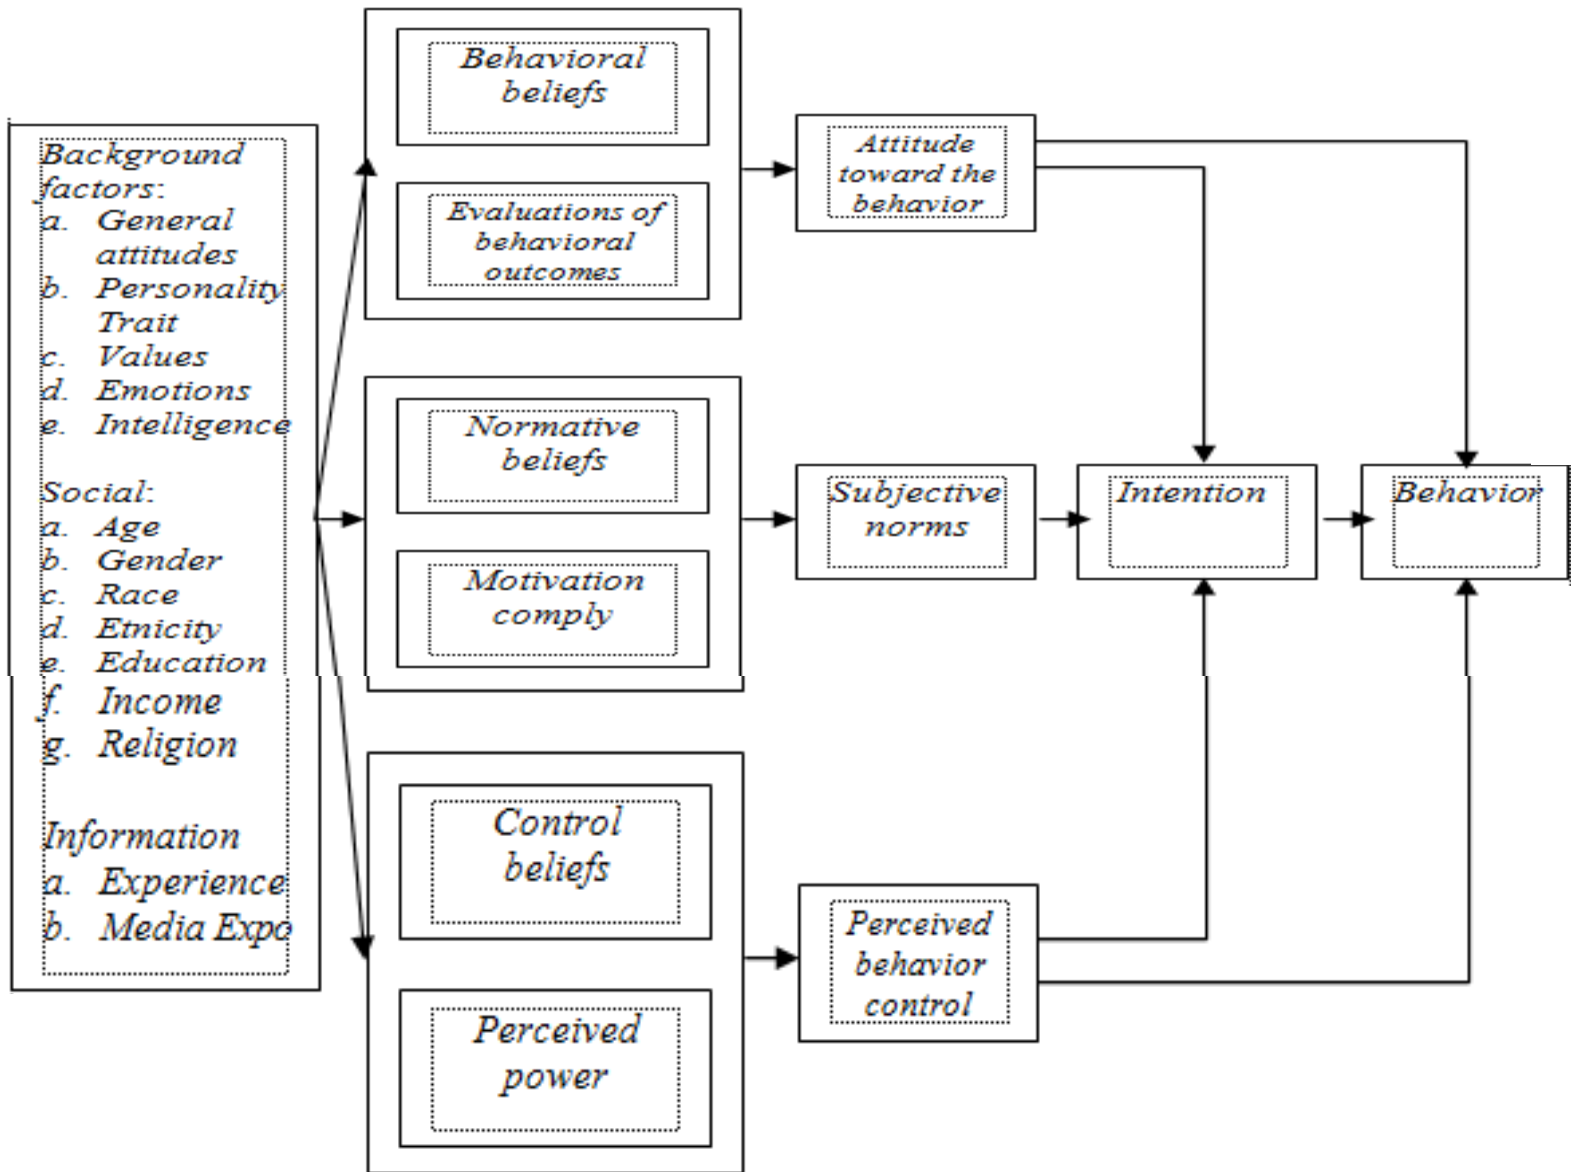 Background
factors:
a. General
attitudes
b. Personality
Trait
c. Values
d. Emotions
e. Intelligence
Social:
a. Age
b. Gender
c. Race
d. Etnicity
e. Education
f. Income
g. Religion
Information
a. Experience
b. Media Expo
Behavioral
beliefs
Evaluations of
behavioral
outcomes
Normative
beliefs
Motivation
comply
Control
beliefs
Perceived
power
Attitude
toward the
behavior
Subjective
norms
Perceived
behavior
control
Intention
Behavior